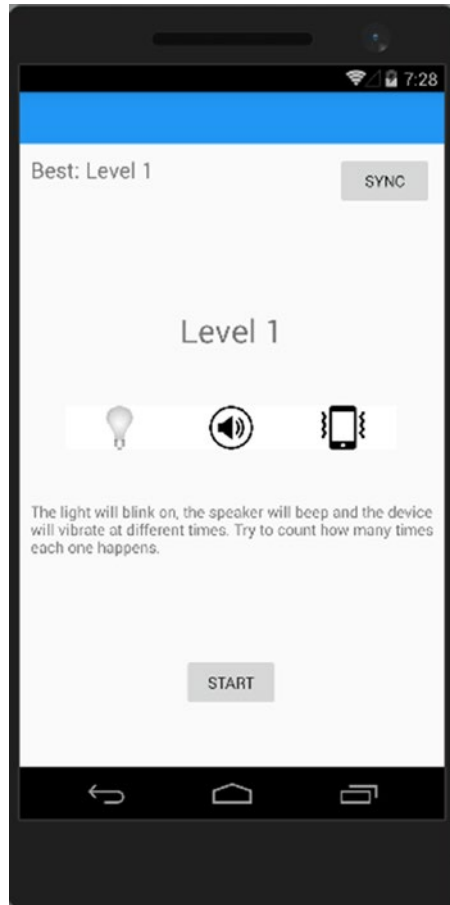 7:28
Best: Level 1
SYNC
Level 1
The light will blink on, the speaker will beep and the device
will vibrate at different times. Try to count how many times
each one happens.
START